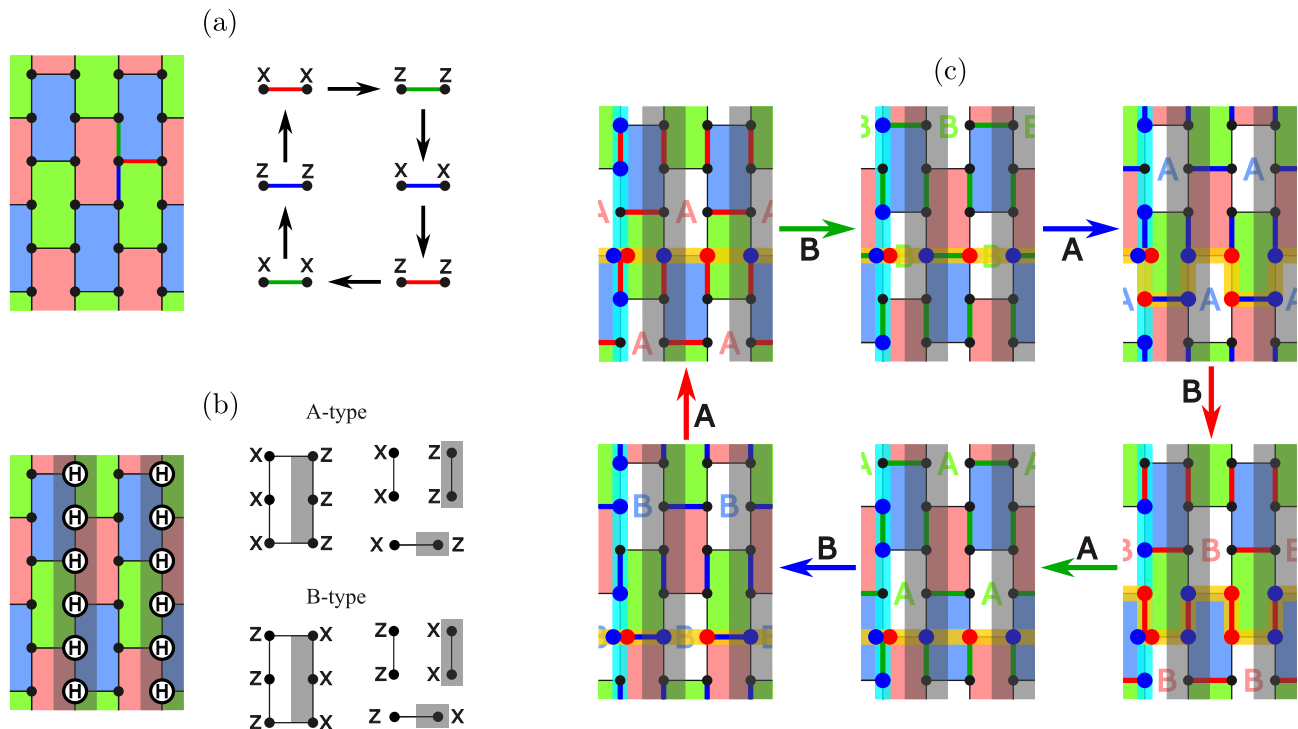 (a)
X X Z Z
Z Z X X
X X Z Z
(b)
H H
H H
H H
H H
H H
H H
A-type
X Z X Z
X Z X Z
X Z X Z
B-type
Z X Z X
Z X Z X
Z X Z X
(c)
A A A
A A
B
B B B
B B
A
A A
A A A
B
B B B
B B
A
A A A
A A
B
B B
B B B
A